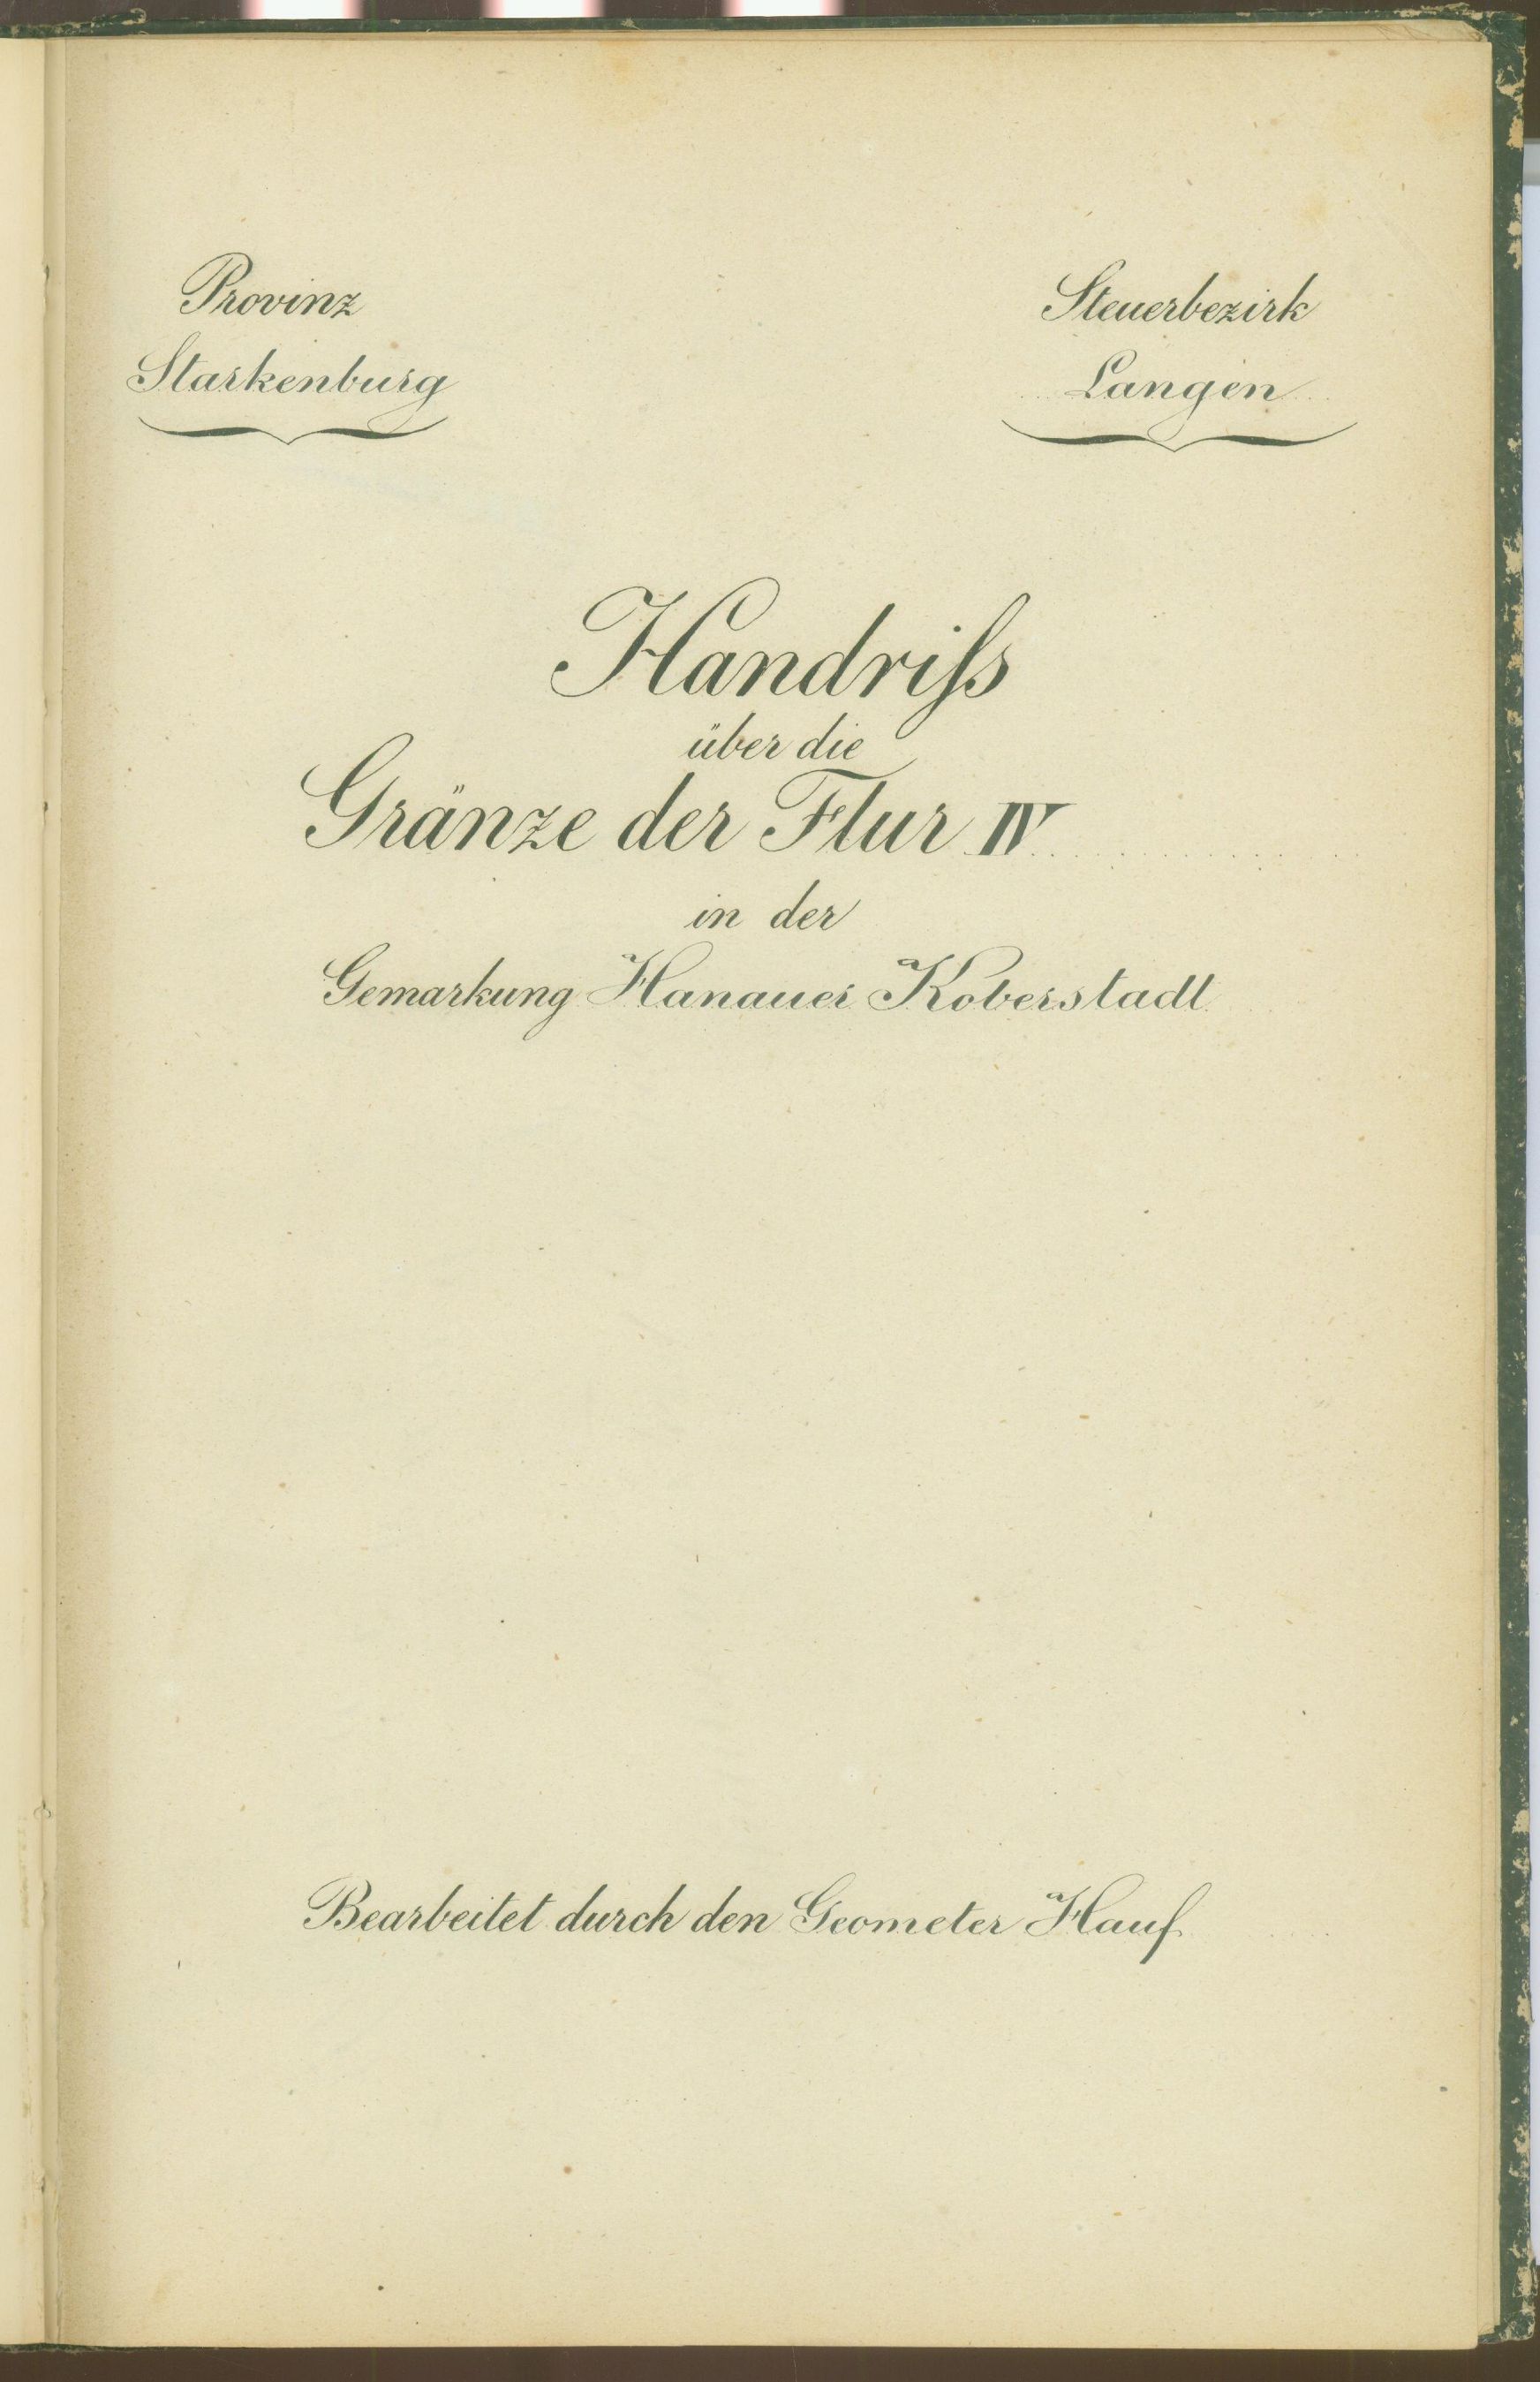 Provinz
Starkenburg
Steuerbezirk
Langen
Handriſs
über die
Gränze der Flur IV
in der
Gemarkung Hanauer Koberstadt
Bearbeitet durch den Geometer Hauf